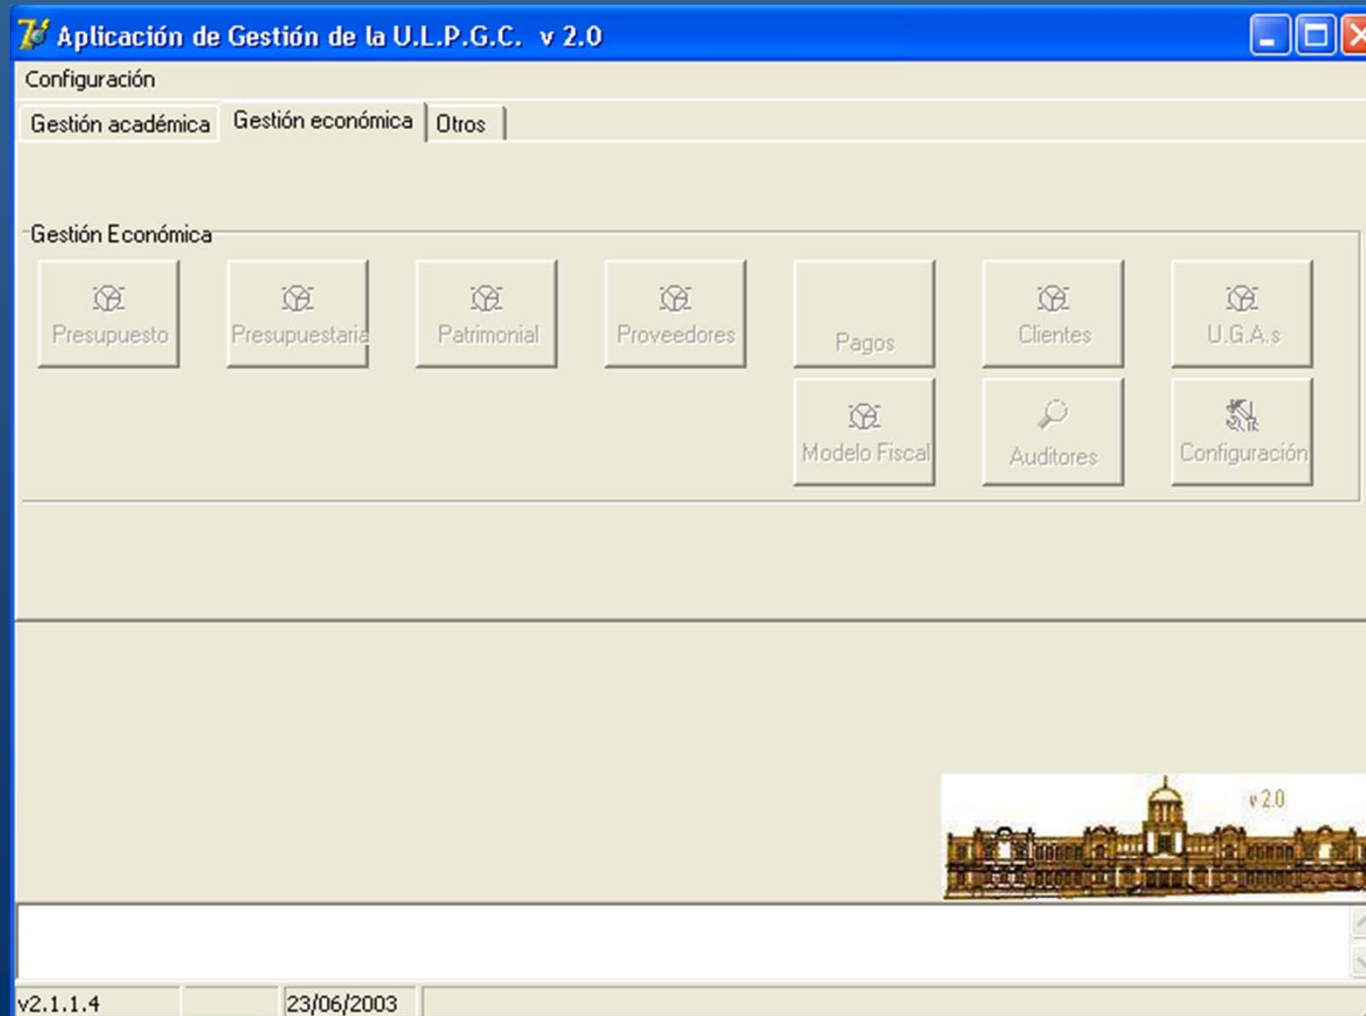 Aplicación de Gestión de la U.L.P.G.C. v 2.0
Configuración
Gestión académica Gestión económica Otros
Gestión Económica
Presupuesto Presupuestaria Patrimonial Proveedores Pagos Clientes U.G.A.s
Modelo Fiscal Auditores Configuración
v 2.0
v2.1.1.4 23/06/2003